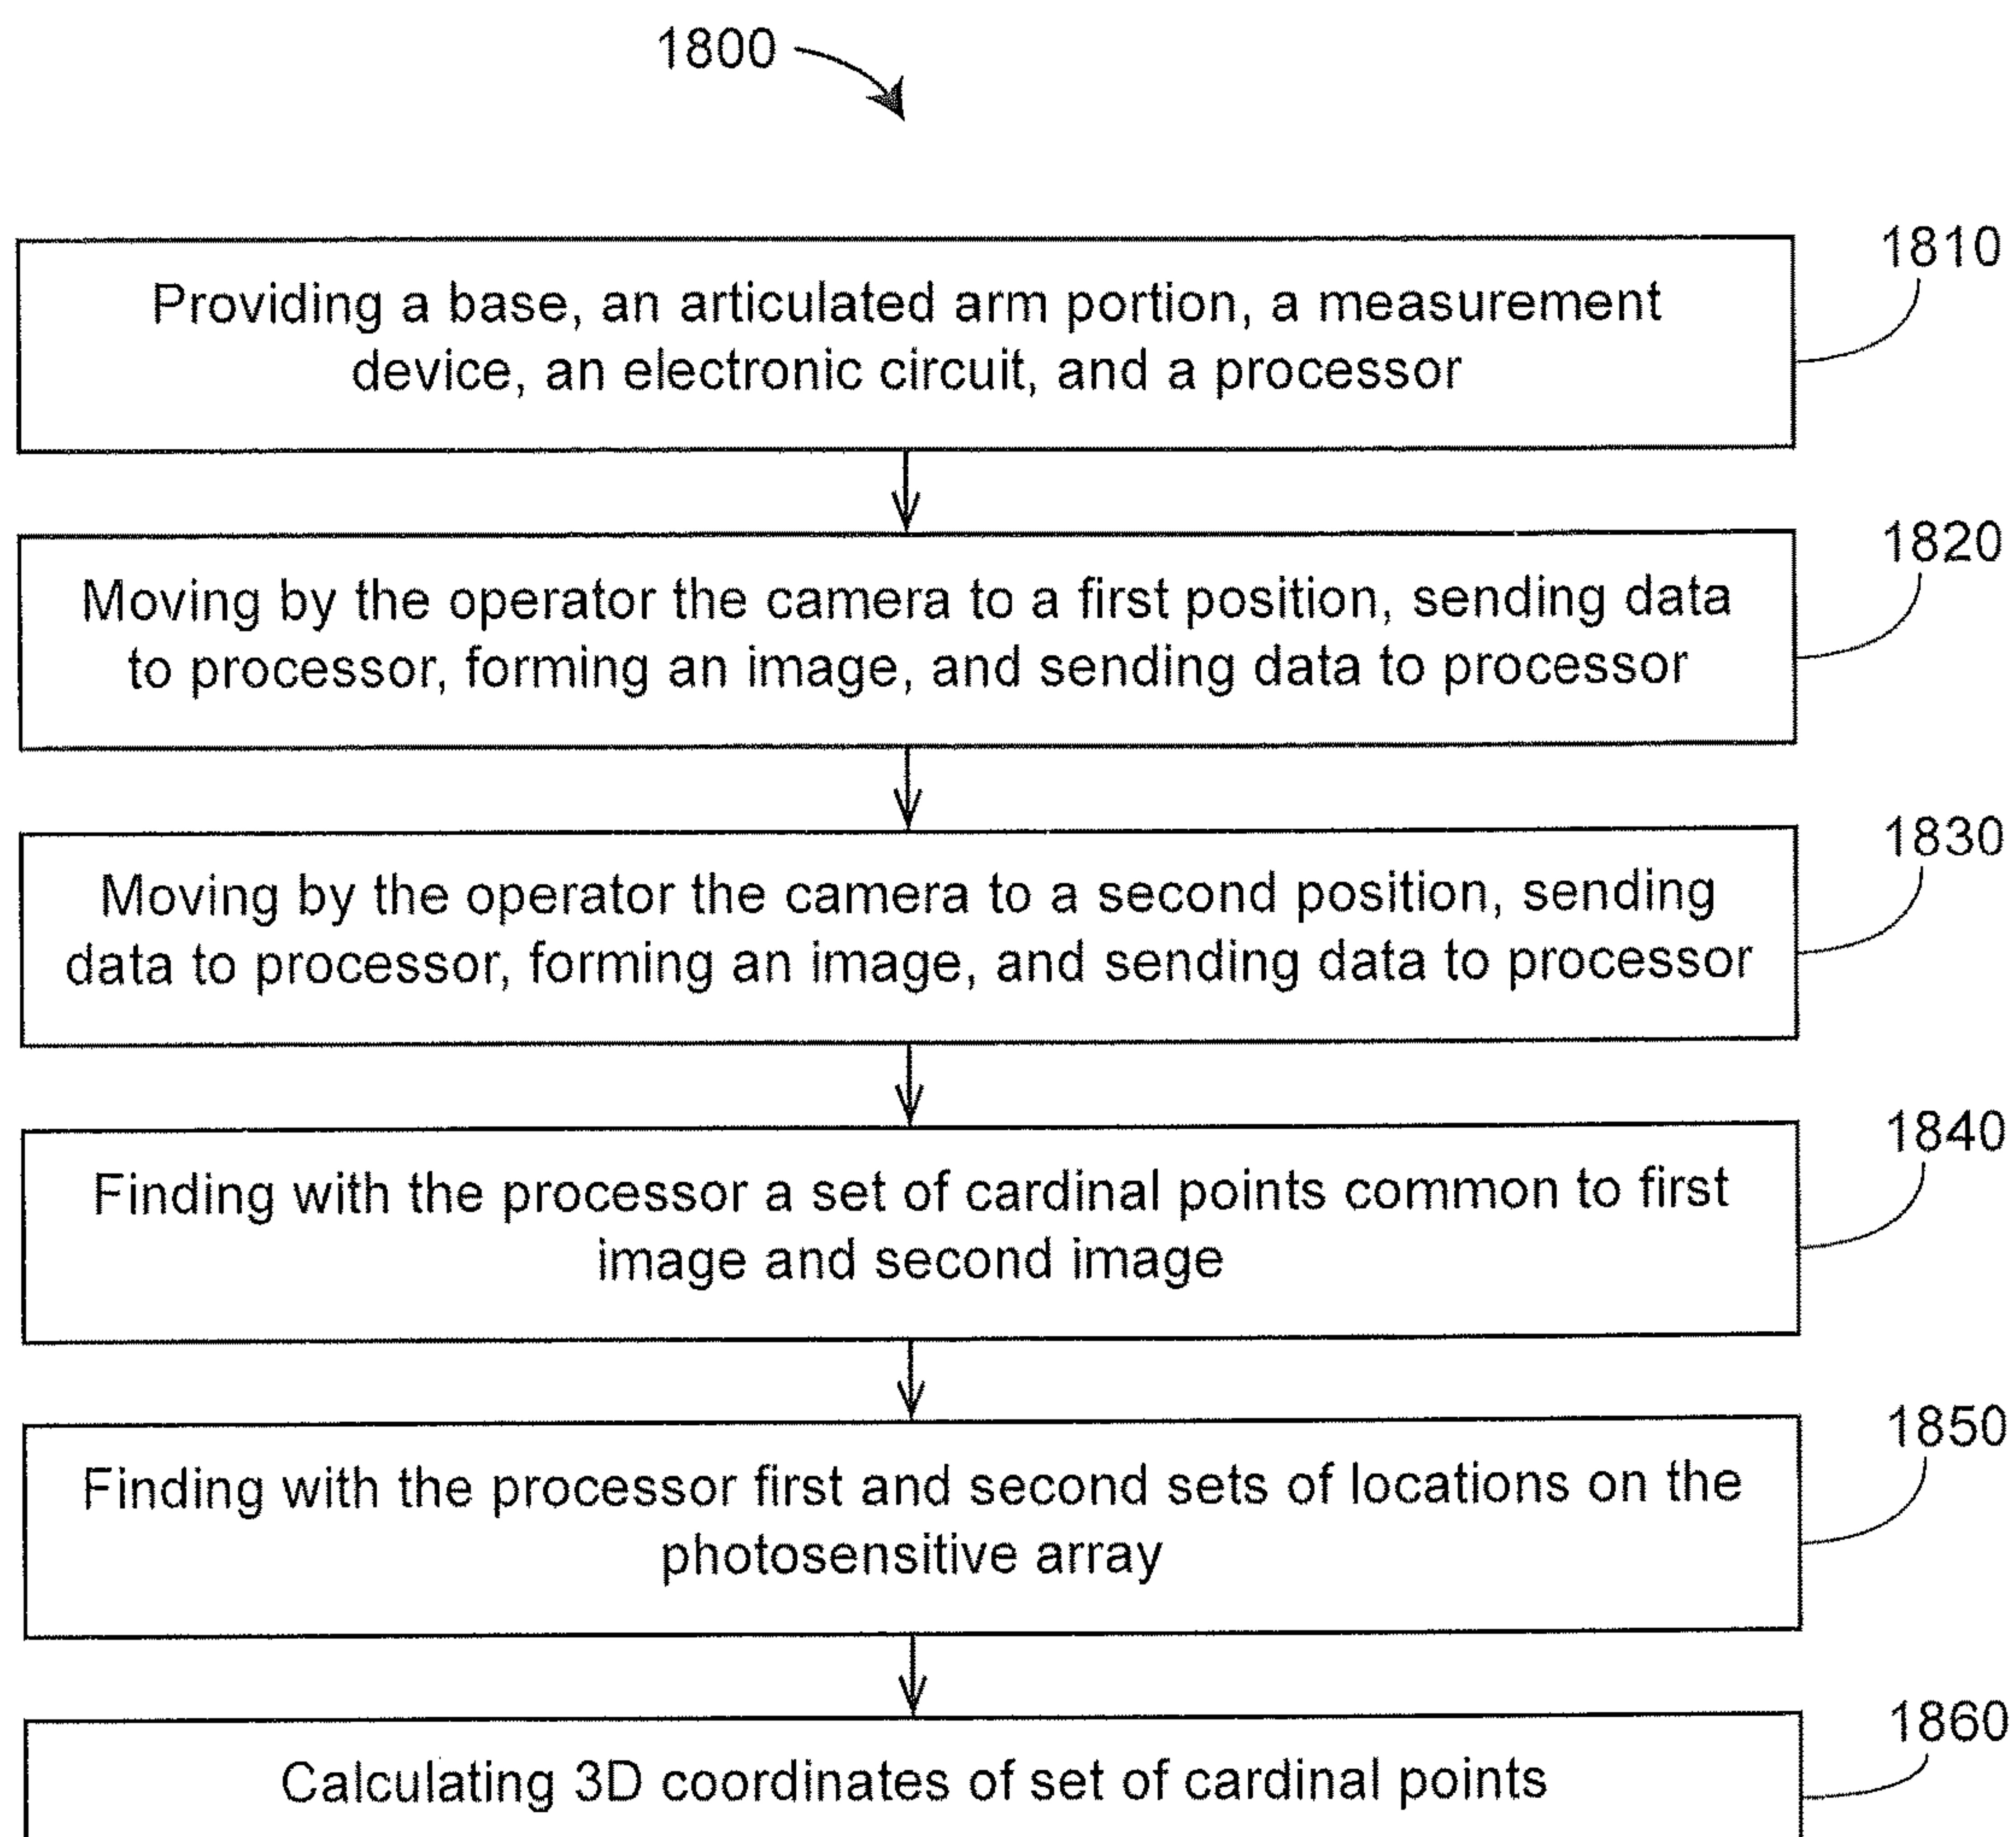 1800
1810
Providing a base, an articulated arm portion, a measurement
device, an electronic circuit, and a processor
1820
Moving by the operator the camera to a first position, sending data
to processor, forming an image, and sending data to processor
1830
Moving by the operator the camera to a second position, sending
data to processor, forming an image, and sending data to processor
1840
Finding with the processor a set of cardinal points common to first
image and second image
1850
Finding with the processor first and second sets of locations on the
photosensitive array
1860
Calculating 3D coordinates of set of cardinal points